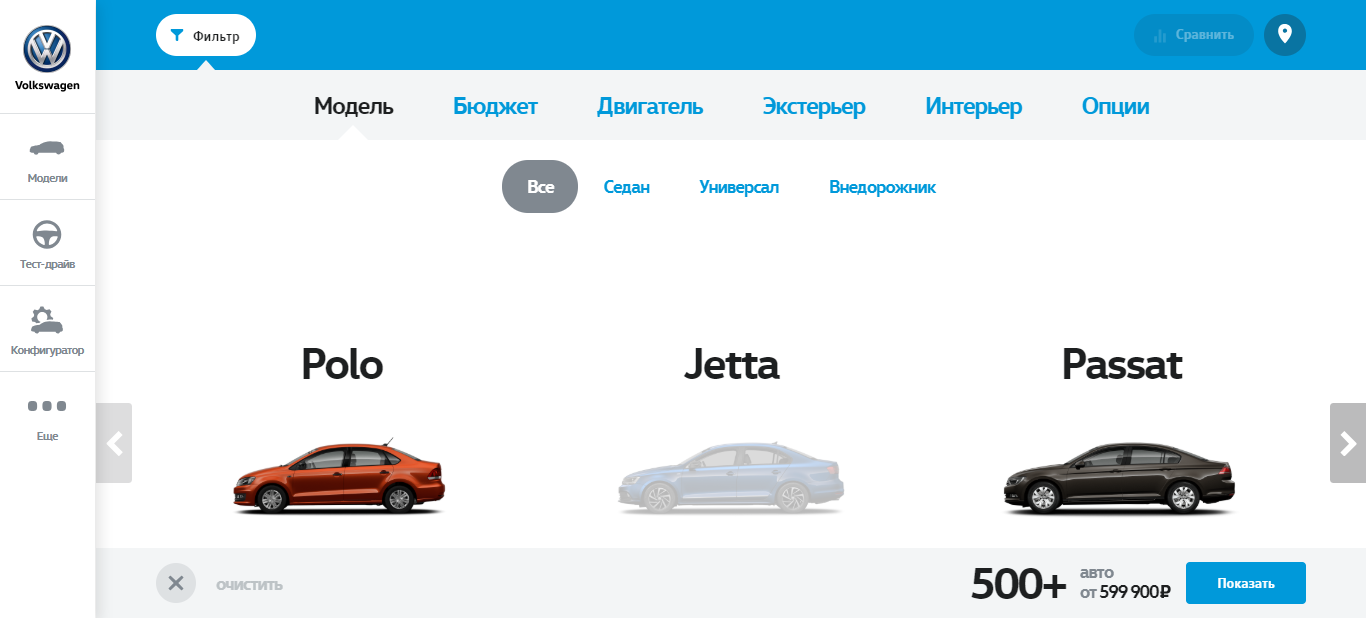 Volkswagen
Модели
Тест-драйв
Конфигуратор
Еще
Фильтр
Сравнить
Модель Бюджет Двигатель Экстерьер Интерьер Опции
Все Седан Универсал Внедорожник
Polo Jetta Passat
очистить
500+
авто
от 599 900₽
Показать